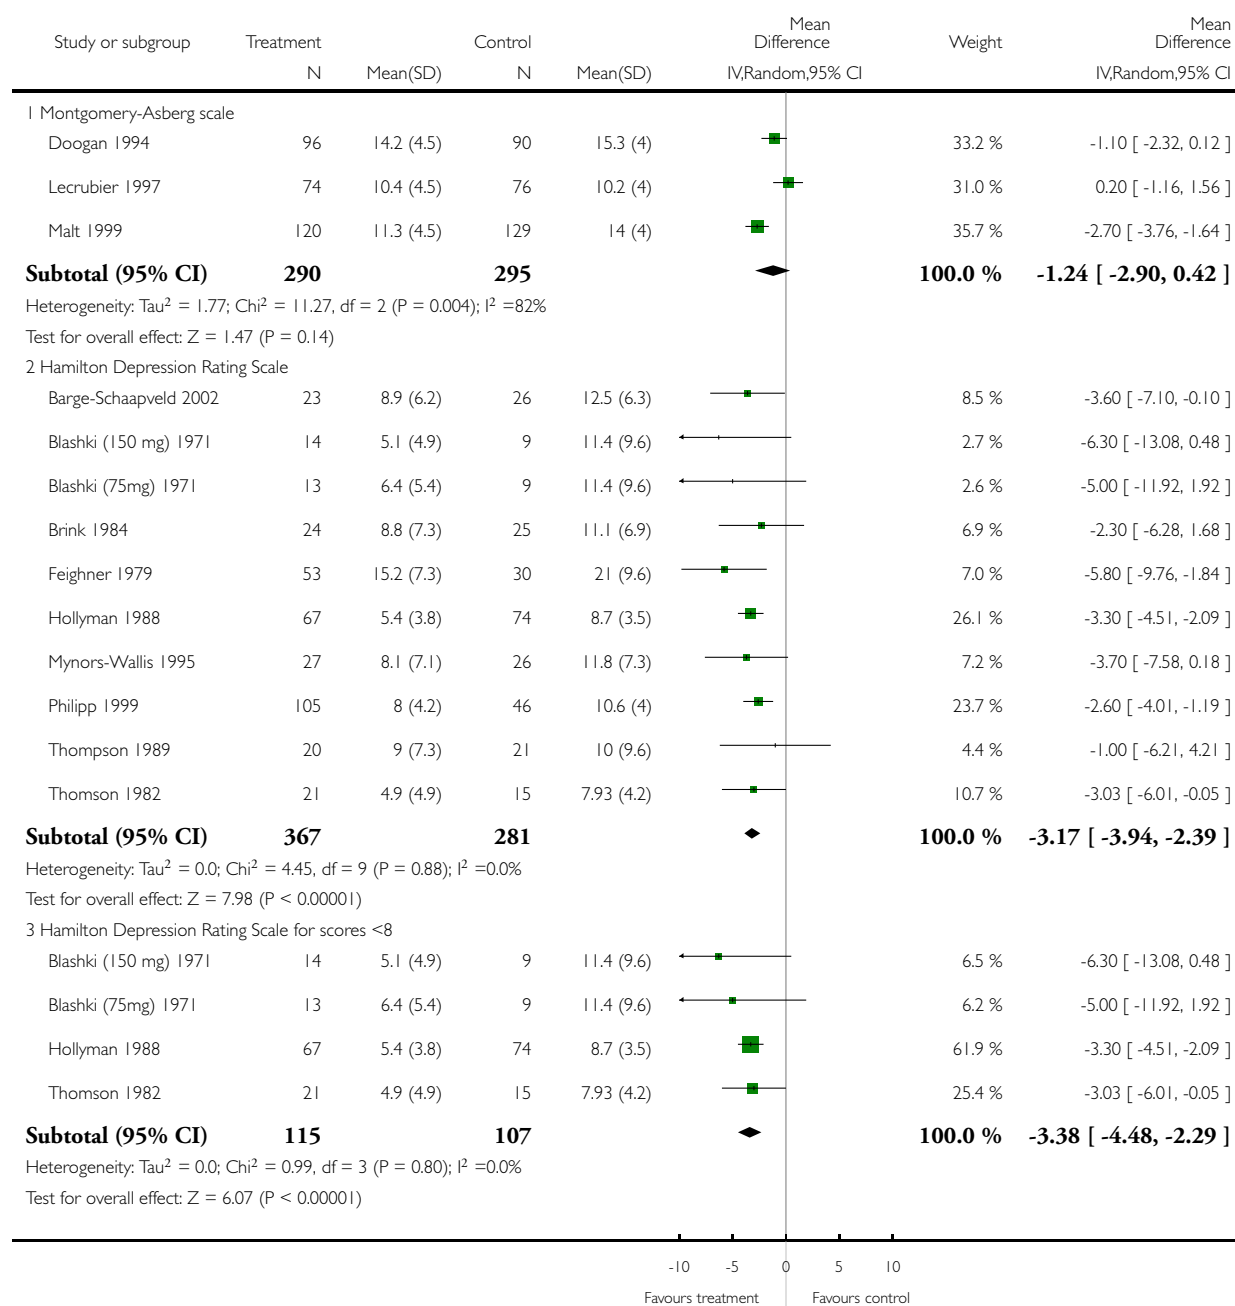 Study or subgroup Treatment Control Mean Difference Weight Mean Difference
N Mean(SD) N Mean(SD) IV,Random,95% CI IV,Random,95% CI
1 Montgomery-Asberg scale
Doogan 1994 96 14.2 (4.5) 90 15.3 (4) 33.2 % -1.10 [ -2.32, 0.12 ]
Lecrubier 1997 74 10.4 (4.5) 76 10.2 (4) 31.0 % 0.20 [ -1.16, 1.56 ]
Malt 1999 120 11.3 (4.5) 129 14 (4) 35.7 % -2.70 [ -3.76, -1.64 ]
Subtotal (95% CI) 290 295 100.0 % -1.24 [ -2.90, 0.42 ]
Heterogeneity: Tau² = 1.77; Chi² = 11.27, df = 2 (P = 0.004); I² =82%
Test for overall effect: Z = 1.47 (P = 0.14)
2 Hamilton Depression Rating Scale
Barge-Schaapveld 2002 23 8.9 (6.2) 26 12.5 (6.3) 8.5 % -3.60 [ -7.10, -0.10 ]
Blashki (150 mg) 1971 14 5.1 (4.9) 9 11.4 (9.6) 2.7 % -6.30 [ -13.08, 0.48 ]
Blashki (75mg) 1971 13 6.4 (5.4) 9 11.4 (9.6) 2.6 % -5.00 [ -11.92, 1.92 ]
Brink 1984 24 8.8 (7.3) 25 11.1 (6.9) 6.9 % -2.30 [ -6.28, 1.68 ]
Feighner 1979 53 15.2 (7.3) 30 21 (9.6) 7.0 % -5.80 [ -9.76, -1.84 ]
Hollyman 1988 67 5.4 (3.8) 74 8.7 (3.5) 26.1 % -3.30 [ -4.51, -2.09 ]
Mynors-Wallis 1995 27 8.1 (7.1) 26 11.8 (7.3) 7.2 % -3.70 [ -7.58, 0.18 ]
Philipp 1999 105 8 (4.2) 46 10.6 (4) 23.7 % -2.60 [ -4.01, -1.19 ]
Thompson 1989 20 9 (7.3) 21 10 (9.6) 4.4 % -1.00 [ -6.21, 4.21 ]
Thomson 1982 21 4.9 (4.9) 15 7.93 (4.2) 10.7 % -3.03 [ -6.01, -0.05 ]
Subtotal (95% CI) 367 281 100.0 % -3.17 [ -3.94, -2.39 ]
Heterogeneity: Tau² = 0.0; Chi² = 4.45, df = 9 (P = 0.88); I² =0.0%
Test for overall effect: Z = 7.98 (P < 0.00001)
3 Hamilton Depression Rating Scale for scores <8
Blashki (150 mg) 1971 14 5.1 (4.9) 9 11.4 (9.6) 6.5 % -6.30 [ -13.08, 0.48 ]
Blashki (75mg) 1971 13 6.4 (5.4) 9 11.4 (9.6) 6.2 % -5.00 [ -11.92, 1.92 ]
Hollyman 1988 67 5.4 (3.8) 74 8.7 (3.5) 61.9 % -3.30 [ -4.51, -2.09 ]
Thomson 1982 21 4.9 (4.9) 15 7.93 (4.2) 25.4 % -3.03 [ -6.01, -0.05 ]
Subtotal (95% CI) 115 107 100.0 % -3.38 [ -4.48, -2.29 ]
Heterogeneity: Tau² = 0.0; Chi² = 0.99, df = 3 (P = 0.80); I² =0.0%
Test for overall effect: Z = 6.07 (P < 0.00001)
-10 -5 0 5 10
Favours treatment Favours control